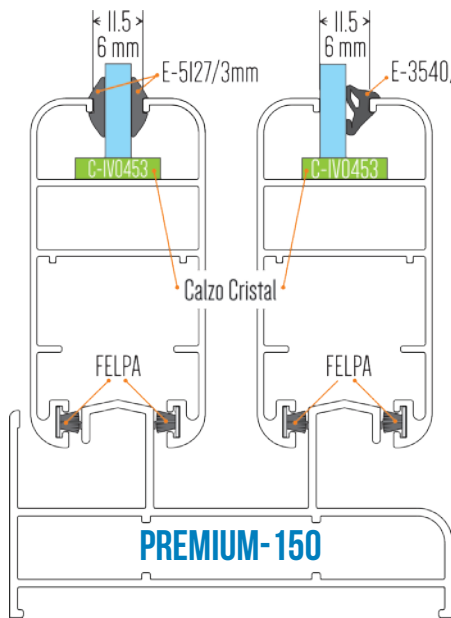 11.5
6 mm
11.5
6 mm
E-5127/3mm
E-3540,
C-IV0453
C-IV0453
Calzo Cristal
FELPA
FELPA
PREMIUM-150